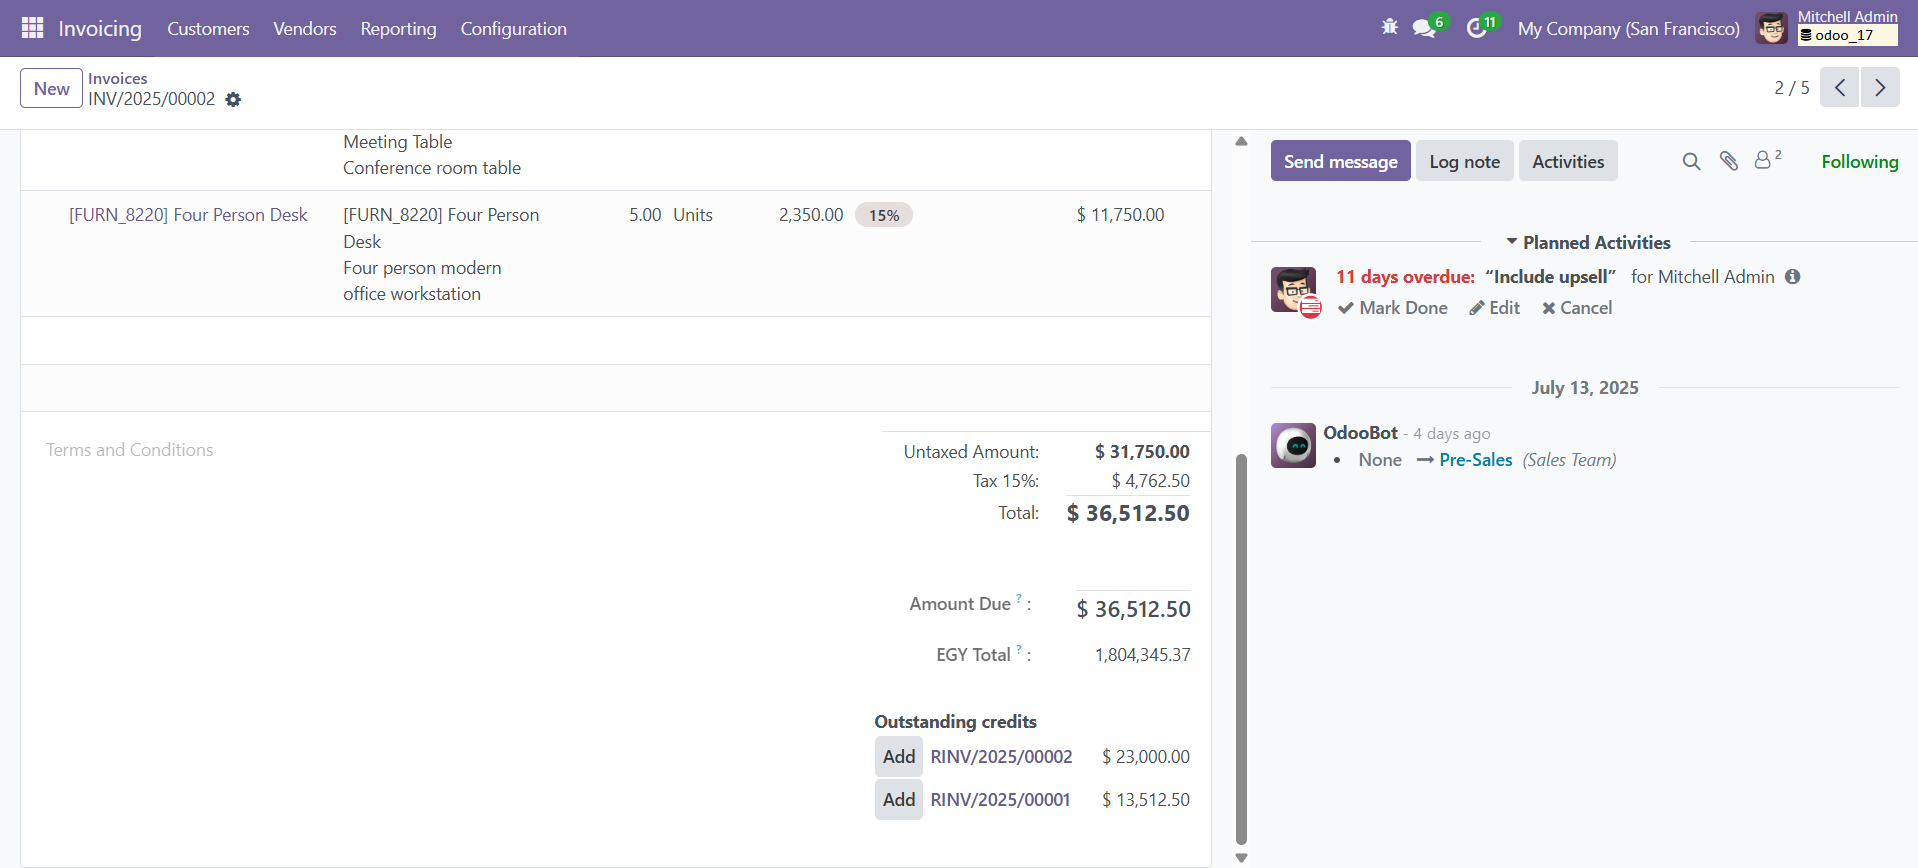 Invoicing Customers Vendors Reporting Configuration 6 11 My Company (San Francisco) Mitchell Admin
odoo_17
New Invoices
INV/2025/00002
2 / 5
Meeting Table
Conference room table
[FURN_8220] Four Person Desk [FURN_8220] Four Person 5.00 Units 2,350.00 15% $ 11,750.00
Desk
Four person modern
office workstation
Terms and Conditions
Untaxed Amount: $ 31,750.00
Tax 15%: $ 4,762.50
Total: $ 36,512.50
Amount Due ? : $ 36,512.50
EGY Total ? : 1,804,345.37
Outstanding credits
Add RINV/2025/00002 $ 23,000.00
Add RINV/2025/00001 $ 13,512.50
Send message Log note Activities 2 Following
Planned Activities
11 days overdue: “Include upsell” for Mitchell Admin
Mark Done Edit Cancel
July 13, 2025
OdooBot - 4 days ago
• None → Pre-Sales (Sales Team)